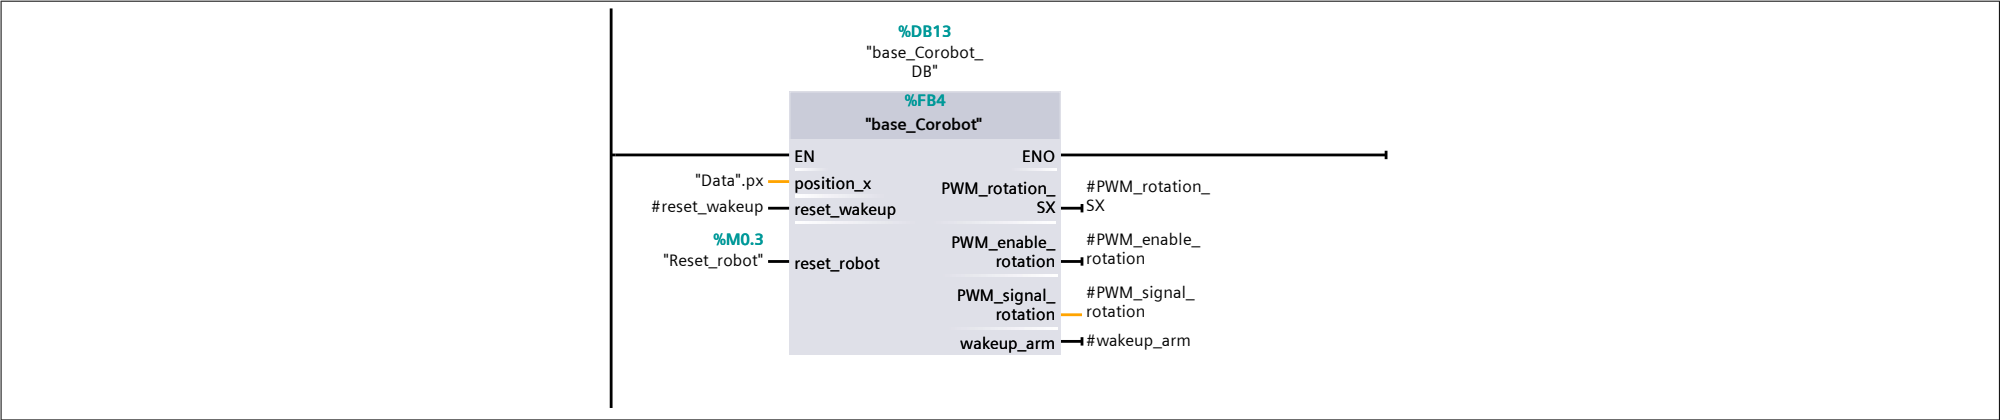 %DB13
"base_Corobot_
DB"
%FB4
"base_Corobot"
EN
ENO
"Data".px
position_x
#reset_wakeup
reset_wakeup
%M0.3
"Reset_robot"
reset_robot
PWM_rotation_
SX
#PWM_rotation_
SX
PWM_enable_
rotation
#PWM_enable_
rotation
PWM_signal_
rotation
#PWM_signal_
rotation
wakeup_arm
#wakeup_arm